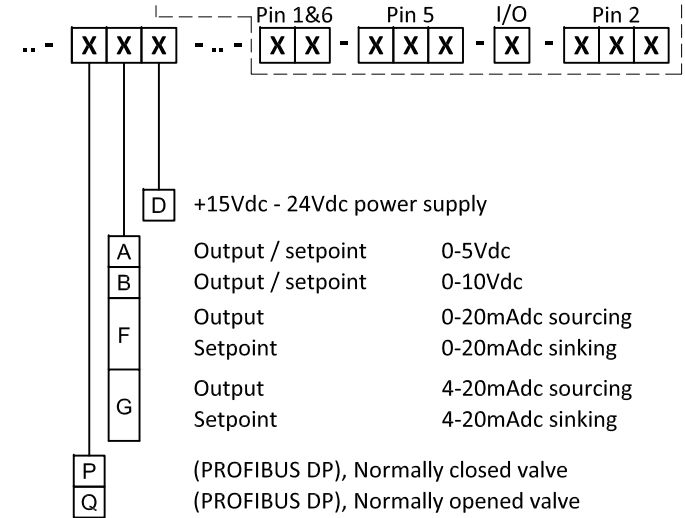 Pin 1&6 Pin 5 I/O Pin 2
.. - X X X - .. - X X - X X X - X - X X X
D +15Vdc - 24Vdc power supply
A Output / setpoint 0-5Vdc
B Output / setpoint 0-10Vdc
F Output 0-20mAdc sourcing
Setpoint 0-20mAdc sinking
G Output 4-20mAdc sourcing
Setpoint 4-20mAdc sinking
P (PROFIBUS DP), Normally closed valve
Q (PROFIBUS DP), Normally opened valve